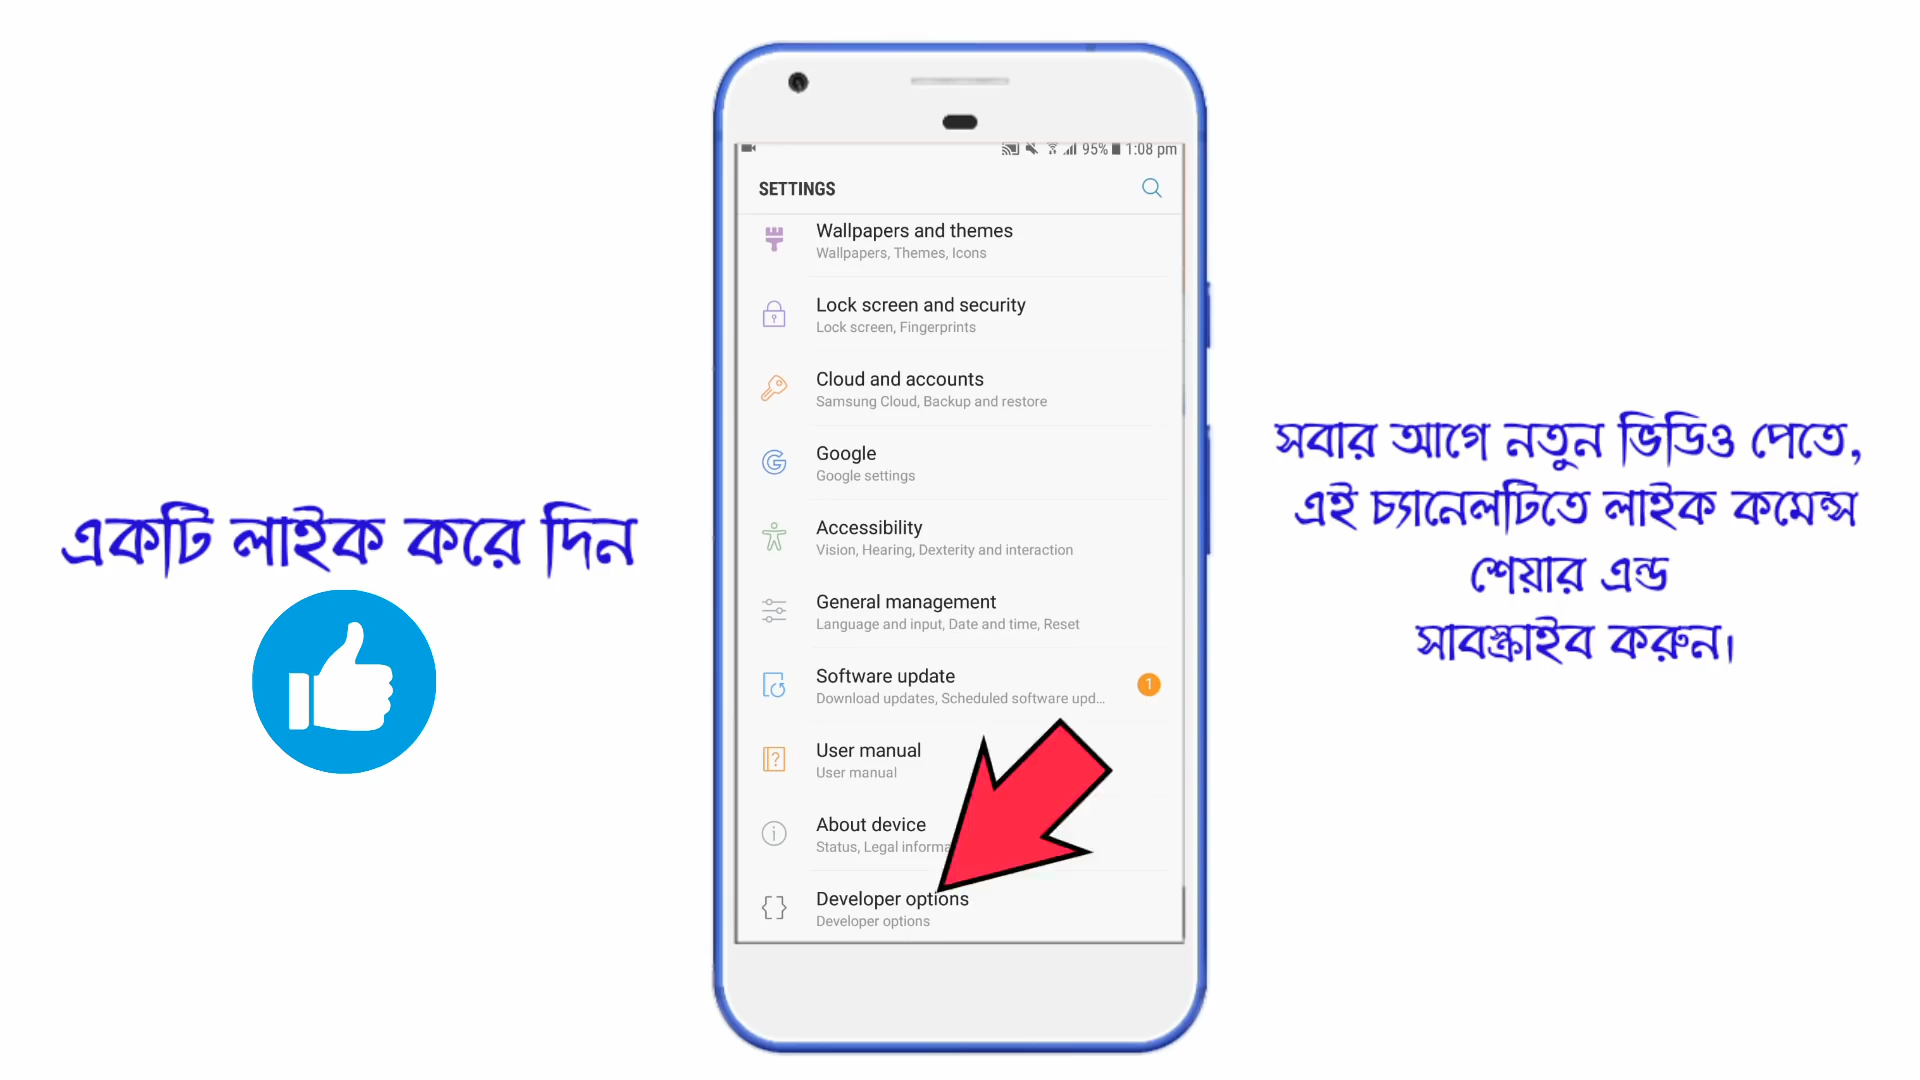 একটি লাইক করে দিন
95% 1:08 pm
SETTINGS
Wallpapers and themes
Wallpapers, Themes, Icons
Lock screen and security
Lock screen, Fingerprints
Cloud and accounts
Samsung Cloud, Backup and restore
Google
Google settings
Accessibility
Vision, Hearing, Dexterity and interaction
General management
Language and input, Date and time, Reset
Software update
Download updates, Scheduled software upd...
1
User manual
User manual
About device
Status, Legal
Developer options
Developer options
সবার আগে নতুন ভিডিও পেতে,
এই চ্যানেলটিতে লাইক কমেন্স
শেয়ার এন্ড
সাবস্ক্রাইব করুন।